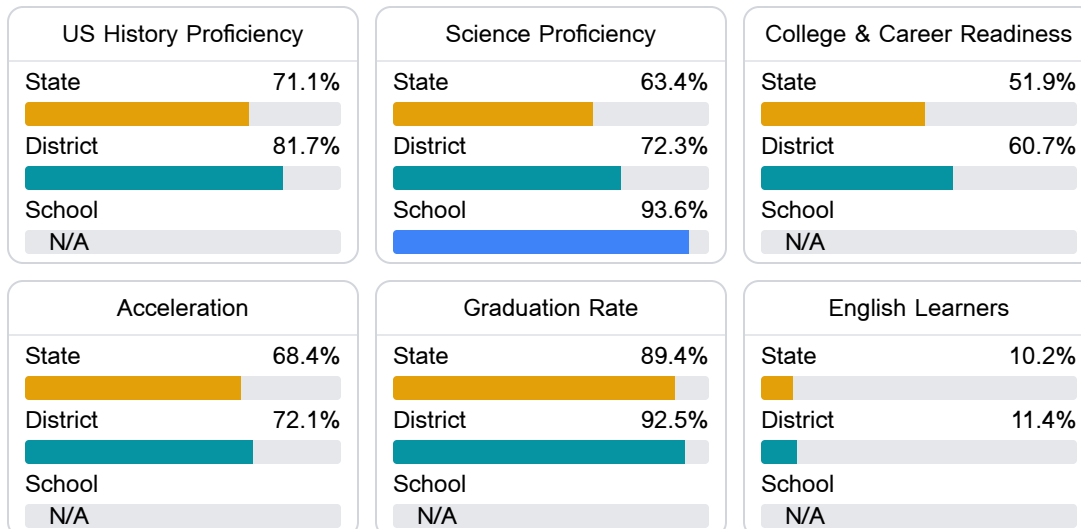 US History Proficiency
State 71.1%
District 81.7%
School
N/A
Science Proficiency
State 63.4%
District 72.3%
School 93.6%
College & Career Readiness
State 51.9%
District 60.7%
School
N/A
Acceleration
State 68.4%
District 72.1%
School
N/A
Graduation Rate
State 89.4%
District 92.5%
School
N/A
English Learners
State 10.2%
District 11.4%
School
N/A